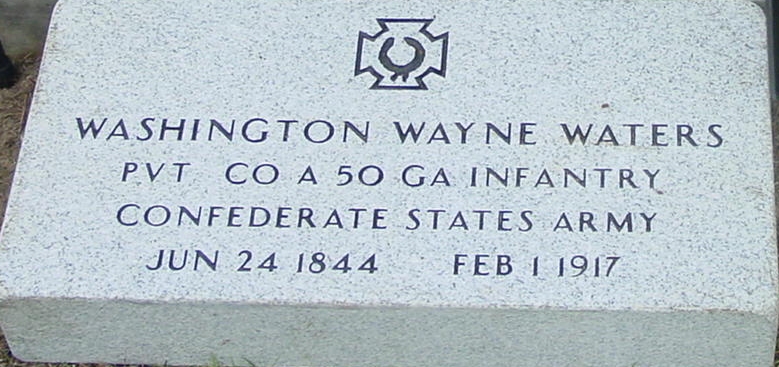 WASHINGTON WAYNE WATERS
PVT CO A 50 GA INFANTRY
CONFEDERATE STATES ARMY
JUN 24 1844 FEB 1 1917